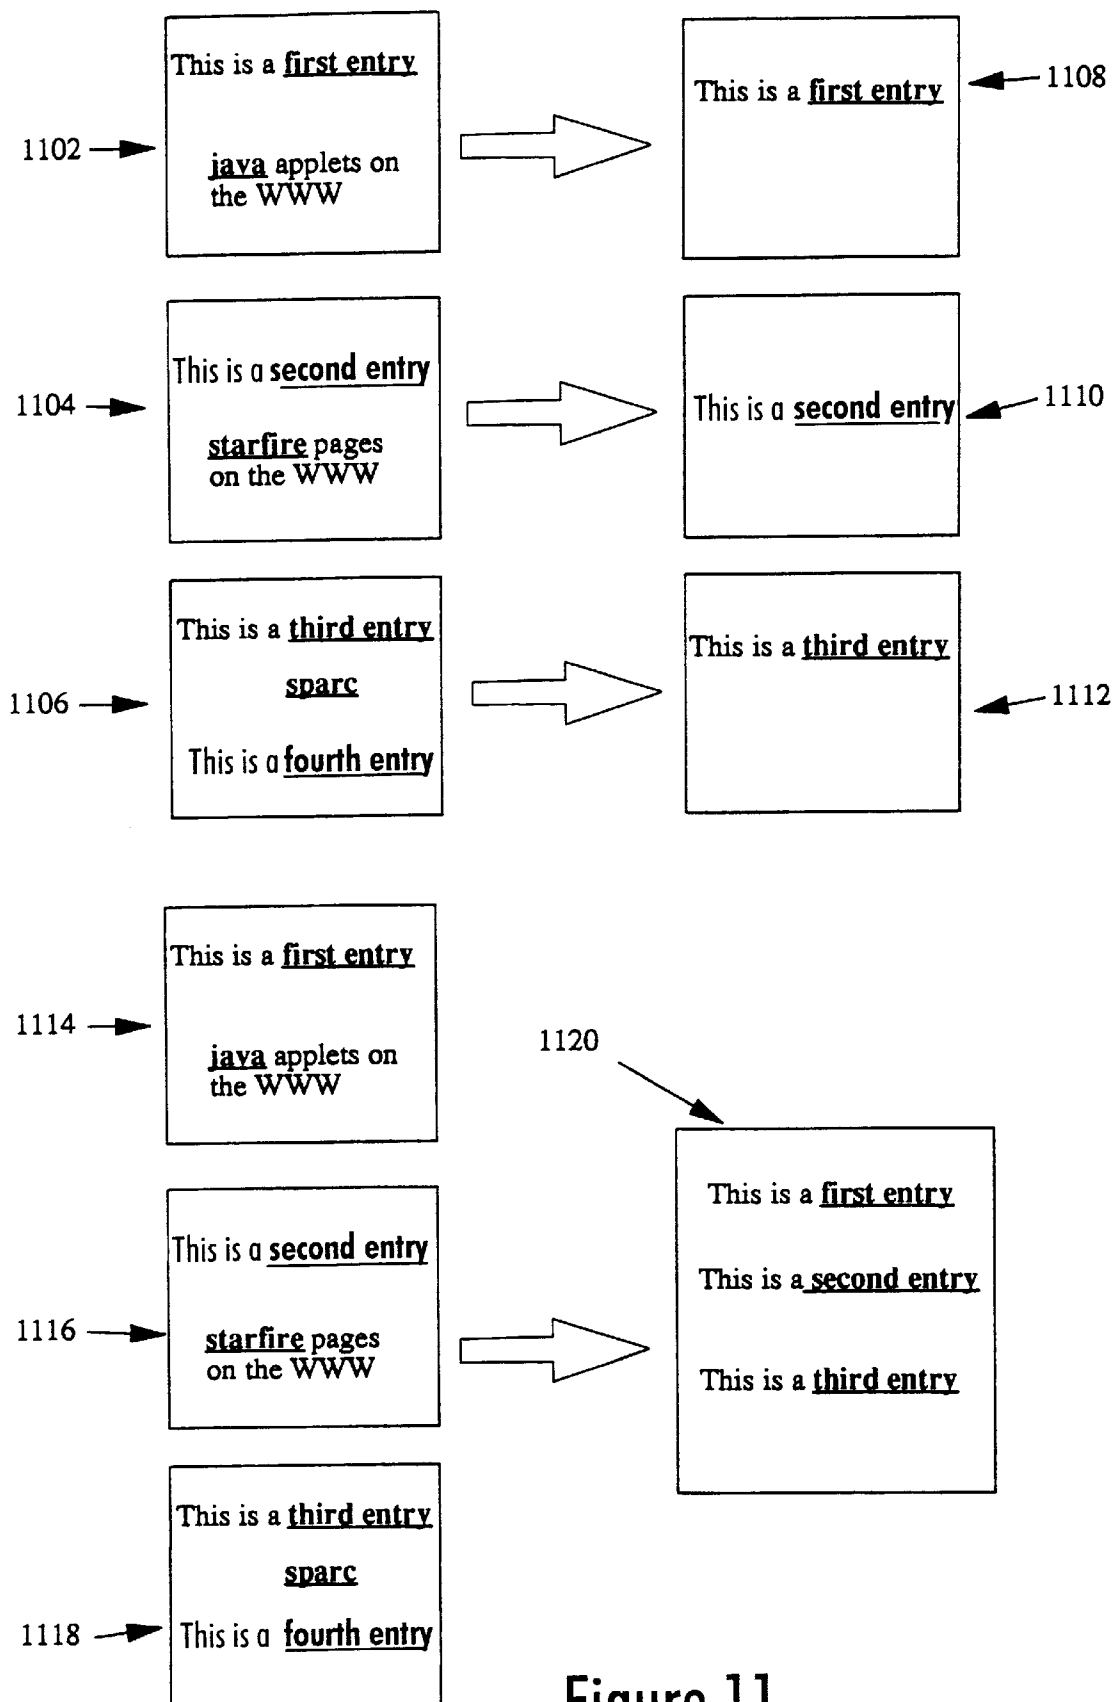 This is a first entry
java applets on
the WWW
1102
This is a first entry
1108
This is a second entry
starfire pages
on the WWW
1104
This is a second entry
1110
This is a third entry
sparc
This is a fourth entry
1106
This is a third entry
1112
This is a first entry
java applets on
the WWW
1114
1120
This is a second entry
starfire pages
on the WWW
1116
This is a first entry
This is a second entry
This is a third entry
This is a third entry
sparc
This is a fourth entry
1118
Figure 11